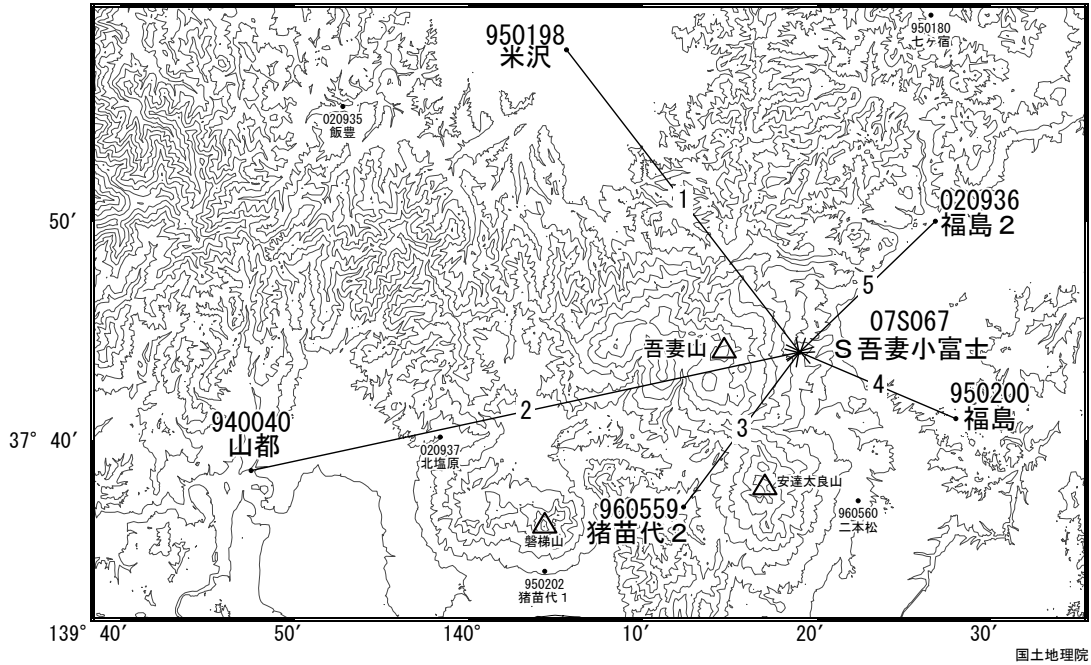 950198
米沢
950180
七ヶ宿
020935
飯豊
1
50′
020936
福島２
5
07S067
Ｓ吾妻小富士
吾妻山
4
950200
福島
2
940040
山都
37° 40′
3
020937
北塩原
安達太良山
960559
猪苗代２
960560
二本松
磐梯山
950202
猪苗代１
139° 40′
50′
140°
10′
20′
30′
国土地理院